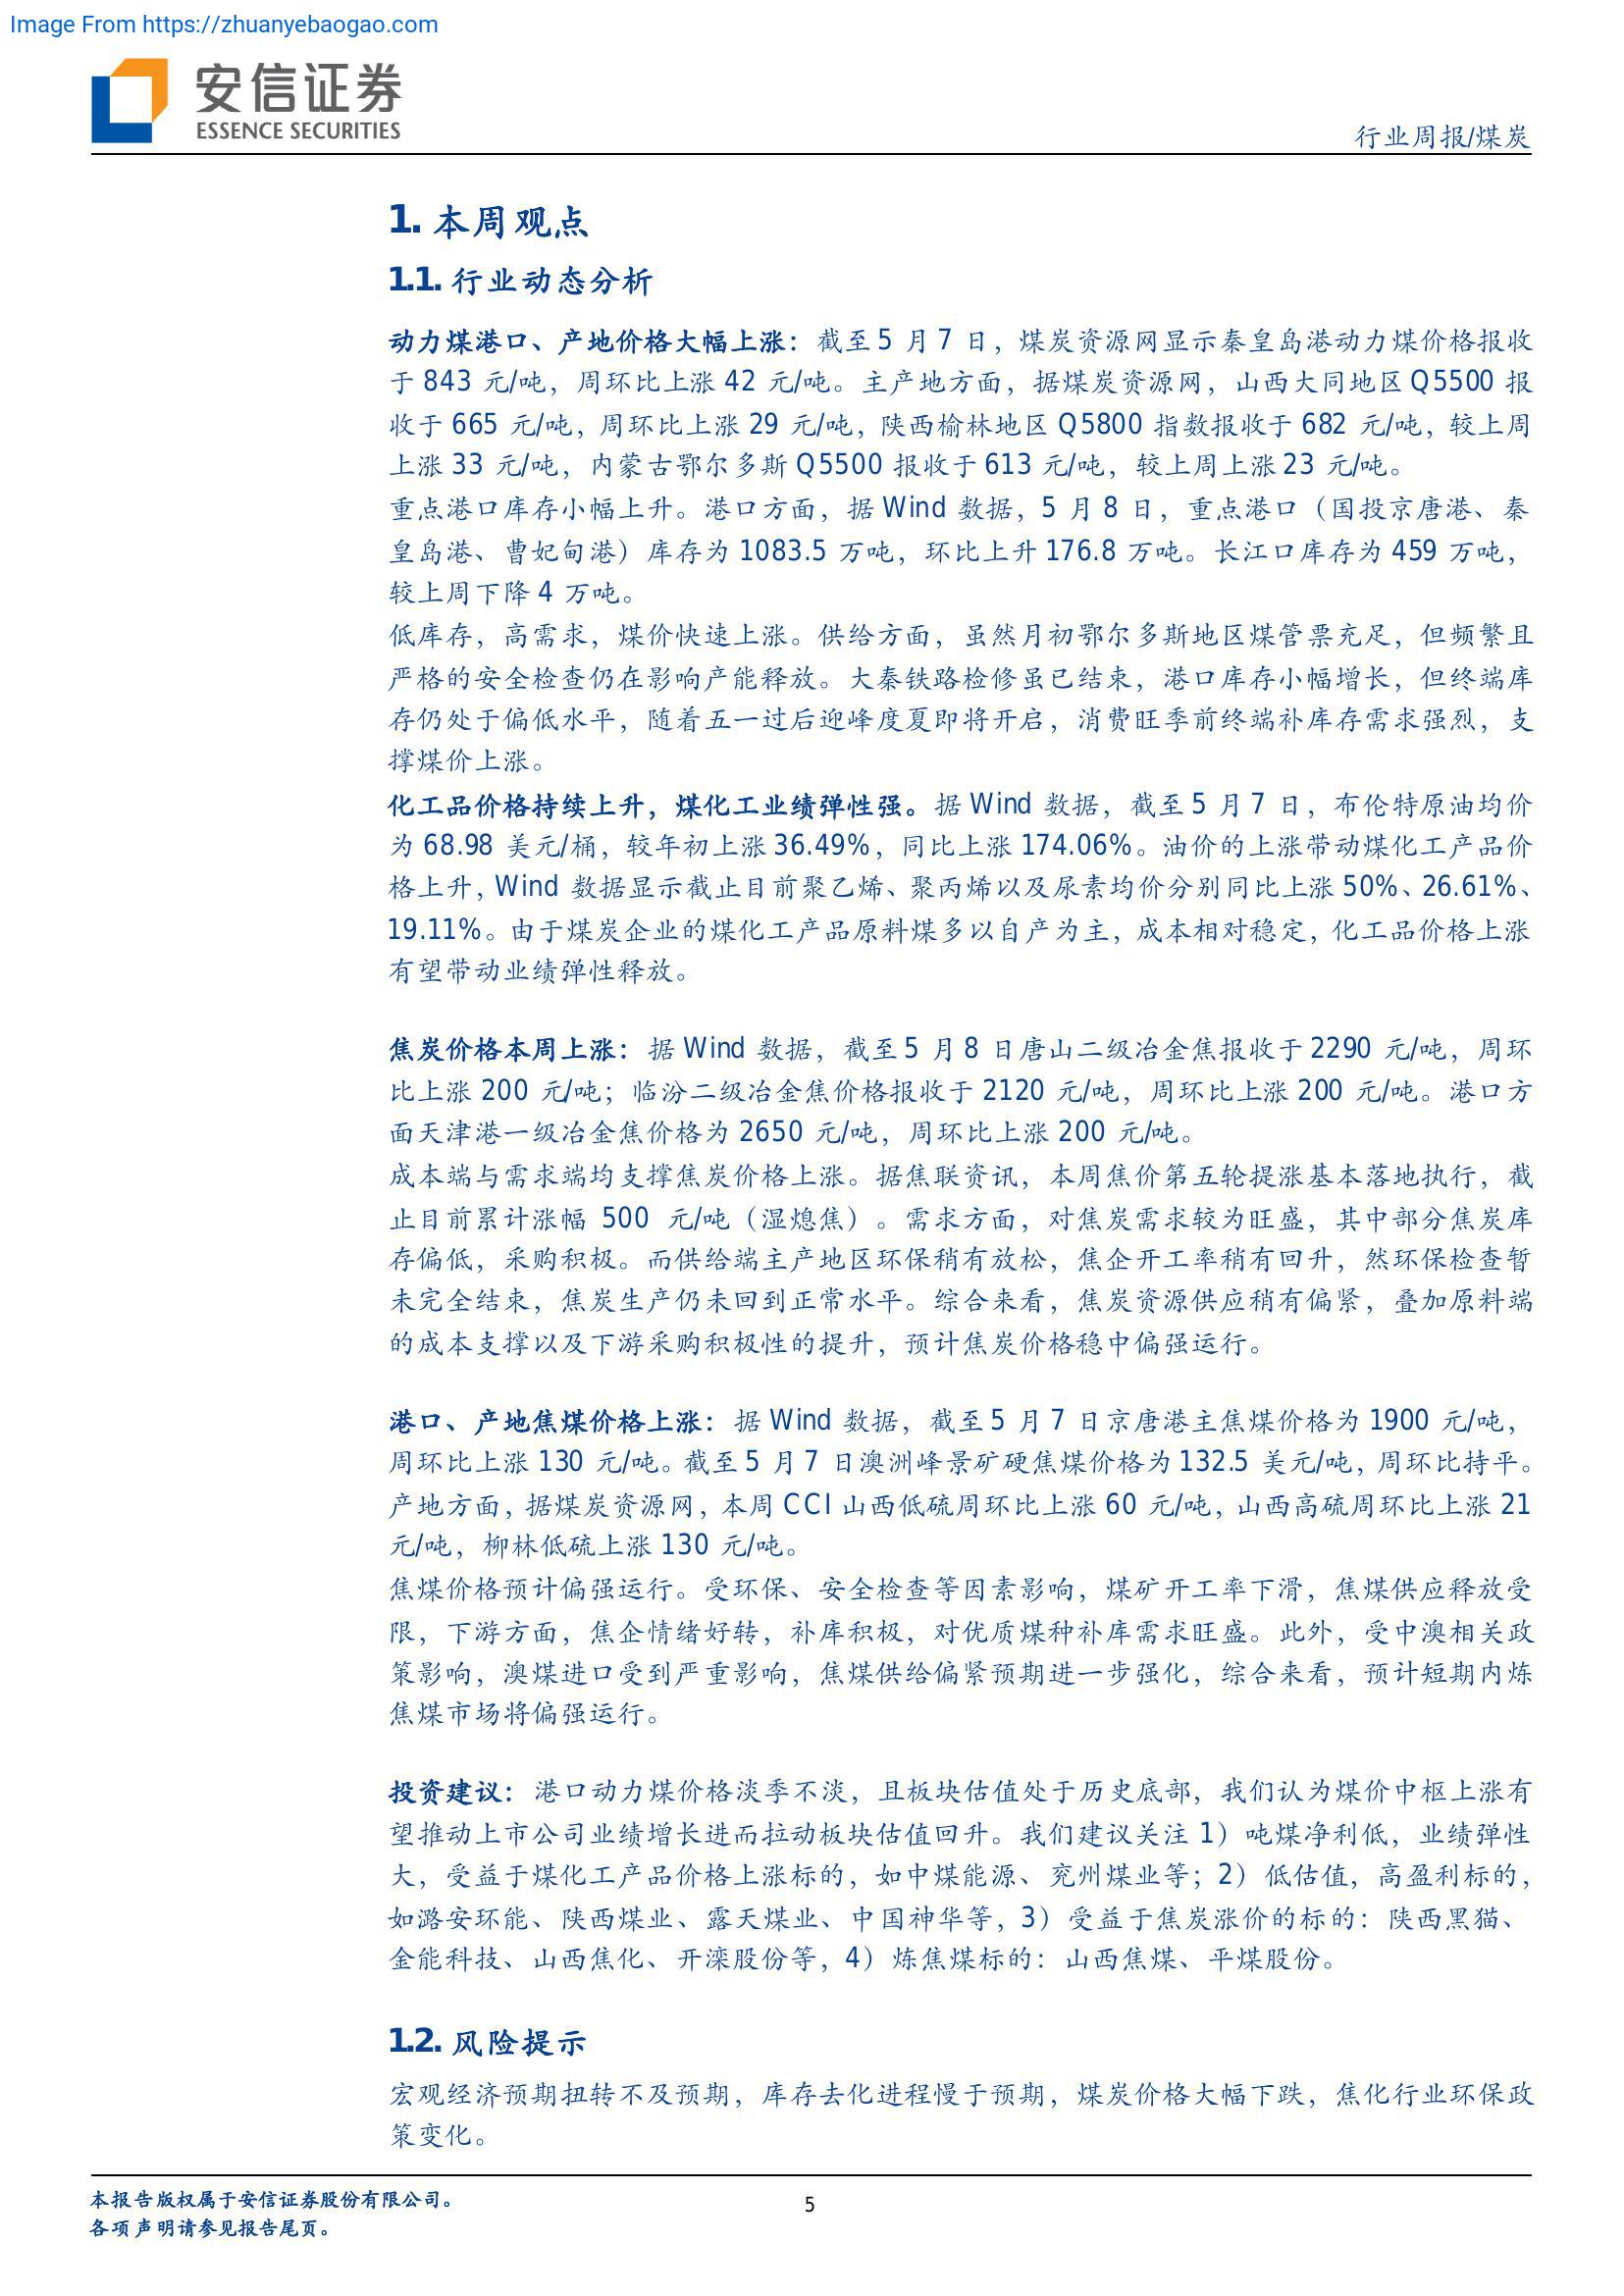 Image From https://zhuanyebaogao.com
安信证券
ESSENCE SECURITIES
行业周报/煤炭
1. 本周观点
1.1. 行业动态分析
动力煤港口、产地价格大幅上涨：截至 5 月 7 日，煤炭资源网显示秦皇岛港动力煤价格报收
于 843 元/吨，周环比上涨 42 元/吨。主产地方面，据煤炭资源网，山西大同地区 Q5500 报
收于 665 元/吨，周环比上涨 29 元/吨，陕西榆林地区 Q5800 指数报收于 682 元/吨，较上周
上涨 33 元/吨，内蒙古鄂尔多斯 Q5500 报收于 613 元/吨，较上周上涨 23 元/吨。
重点港口库存小幅上升。港口方面，据 Wind 数据，5 月 8 日，重点港口（国投京唐港、秦
皇岛港、曹妃甸港）库存为 1083.5 万吨，环比上升 176.8 万吨。长江口库存为 459 万吨，
较上周下降 4 万吨。
低库存，高需求，煤价快速上涨。供给方面，虽然月初鄂尔多斯地区煤管票充足，但频繁且
严格的安全检查仍在影响产能释放。大秦铁路检修虽已结束，港口库存小幅增长，但终端库
存仍处于偏低水平，随着五一过后迎峰度夏即将开启，消费旺季前终端补库存需求强烈，支
撑煤价上涨。
化工品价格持续上升，煤化工业绩弹性强。据 Wind 数据，截至 5 月 7 日，布伦特原油均价
为 68.98 美元/桶，较年初上涨 36.49%，同比上涨 174.06%。油价的上涨带动煤化工产品价
格上升，Wind 数据显示截止目前聚乙烯、聚丙烯以及尿素均价分别同比上涨 50%、26.61%、
19.11%。由于煤炭企业的煤化工产品原料煤多以自产为主，成本相对稳定，化工品价格上涨
有望带动业绩弹性释放。
焦炭价格本周上涨：据 Wind 数据，截至 5 月 8 日唐山二级冶金焦报收于 2290 元/吨，周环
比上涨 200 元/吨；临汾二级冶金焦价格报收于 2120 元/吨，周环比上涨 200 元/吨。港口方
面天津港一级冶金焦价格为 2650 元/吨，周环比上涨 200 元/吨。
成本端与需求端均支撑焦炭价格上涨。据焦联资讯，本周焦价第五轮提涨基本落地执行，截
止目前累计涨幅 500 元/吨（湿熄焦）。需求方面，对焦炭需求较为旺盛，其中部分焦炭库
存偏低，采购积极。而供给端主产地区环保稍有放松，焦企开工率稍有回升，然环保检查暂
未完全结束，焦炭生产仍未回到正常水平。综合来看，焦炭资源供应稍有偏紧，叠加原料端
的成本支撑以及下游采购积极性的提升，预计焦炭价格稳中偏强运行。
港口、产地焦煤价格上涨：据 Wind 数据，截至 5 月 7 日京唐港主焦煤价格为 1900 元/吨，
周环比上涨 130 元/吨。截至 5 月 7 日澳洲峰景矿硬焦煤价格为 132.5 美元/吨，周环比持平。
产地方面，据煤炭资源网，本周 CCI 山西低硫周环比上涨 60 元/吨，山西高硫周环比上涨 21
元/吨，柳林低硫上涨 130 元/吨。
焦煤价格预计偏强运行。受环保、安全检查等因素影响，煤矿开工率下滑，焦煤供应释放受
限，下游方面，焦企情绪好转，补库积极，对优质煤种补库需求旺盛。此外，受中澳相关政
策影响，澳煤进口受到严重影响，焦煤供给偏紧预期进一步强化，综合来看，预计短期内炼
焦煤市场将偏强运行。
投资建议：港口动力煤价格淡季不淡，且板块估值处于历史底部，我们认为煤价中枢上涨有
望推动上市公司业绩增长进而拉动板块估值回升。我们建议关注 1）吨煤净利低，业绩弹性
大，受益于煤化工产品价格上涨标的，如中煤能源、兖州煤业等；2）低估值，高盈利标的，
如潞安环能、陕西煤业、露天煤业、中国神华等，3）受益于焦炭涨价的标的：陕西黑猫、
金能科技、山西焦化、开滦股份等，4）炼焦煤标的：山西焦煤、平煤股份。
1.2. 风险提示
宏观经济预期扭转不及预期，库存去化进程慢于预期，煤炭价格大幅下跌，焦化行业环保政
策变化。
本报告版权属于安信证券股份有限公司。
5
各项声明请参见报告尾页。